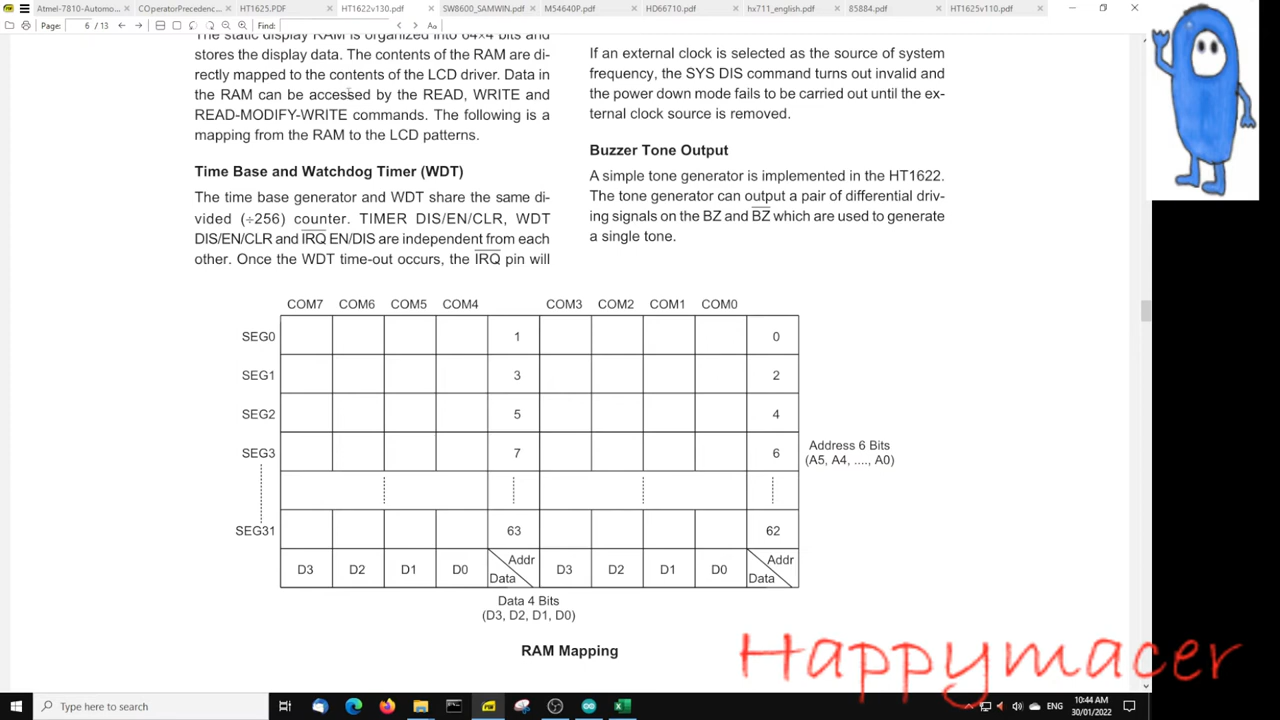 Atmel-7810-Automo...
COperatorPrecedenc...
HT1625.PDF
HT1622v130.pdf
SW8600_SAMWIN.pdf
M54640P.pdf
HD66710.pdf
hx711_english.pdf
85884.pdf
HT1625v110.pdf
Page: 6 / 13 Find:
The static display RAM is organized into 64×4 bits and
stores the display data. The contents of the RAM are di-
rectly mapped to the contents of the LCD driver. Data in
the RAM can be accessed by the READ, WRITE and
READ-MODIFY-WRITE commands. The following is a
mapping from the RAM to the LCD patterns.
Time Base and Watchdog Timer (WDT)
The time base generator and WDT share the same di-
vided (÷256) counter. TIMER DIS/EN/CLR, WDT
DIS/EN/CLR and IRQ EN/DIS are independent from each
other. Once the WDT time-out occurs, the IRQ pin will
If an external clock is selected as the source of system
frequency, the SYS DIS command turns out invalid and
the power down mode fails to be carried out until the ex-
ternal clock source is removed.
Buzzer Tone Output
A simple tone generator is implemented in the HT1622.
The tone generator can output a pair of differential driv-
ing signals on the BZ and BZ which are used to generate
a single tone.
COM7 COM6 COM5 COM4 COM3 COM2 COM1 COM0
SEG0 1 0
SEG1 3 2
SEG2 5 4
SEG3 7 6
Address 6 Bits
(A5, A4, ...., A0)
SEG31 63 62
D3 D2 D1 D0 Addr Data D3 D2 D1 D0 Addr Data
Data 4 Bits
(D3, D2, D1, D0)
RAM Mapping
Happymacer
Type here to search
ENG
10:44 AM
30/01/2022